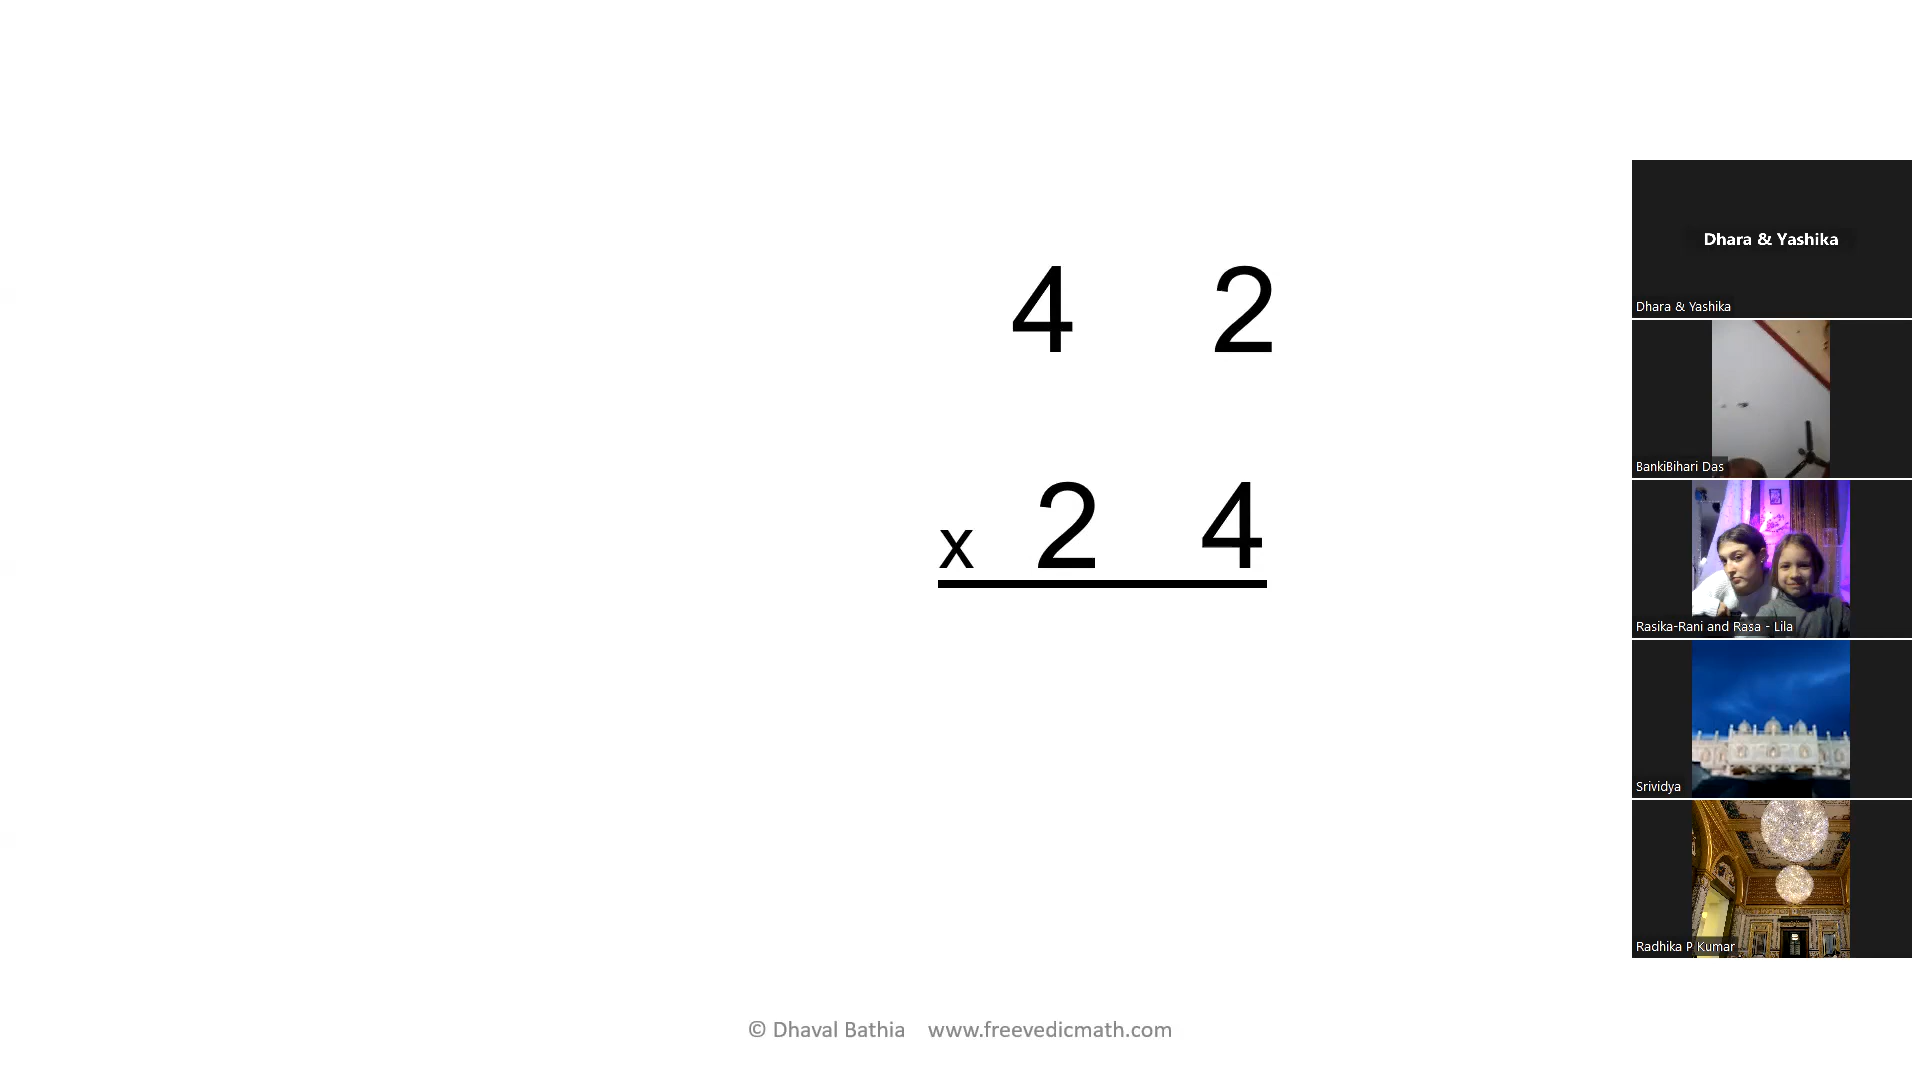 4 2
x 2 4
Dhara & Yashika
Dhara & Yashika
BankiBihari Das
Rasika-Rani and Rasa - Lila
Srividya
Radhika P Kumar
© Dhaval Bathia www.freevedicmath.com